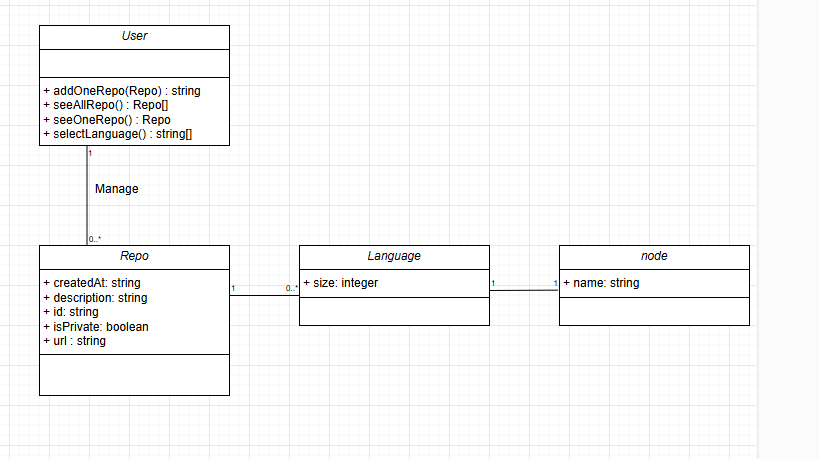 User
+ addOneRepo(Repo) : string
+ seeAllRepo() : Repo[]
+ seeOneRepo() : Repo
+ selectLanguage() : string[]
1
Manage
0..*
Repo
+ createdAt: string
+ description: string
+ id: string
+ isPrivate: boolean
+ url : string
1
0..*
Language
+ size: integer
1
1
node
+ name: string